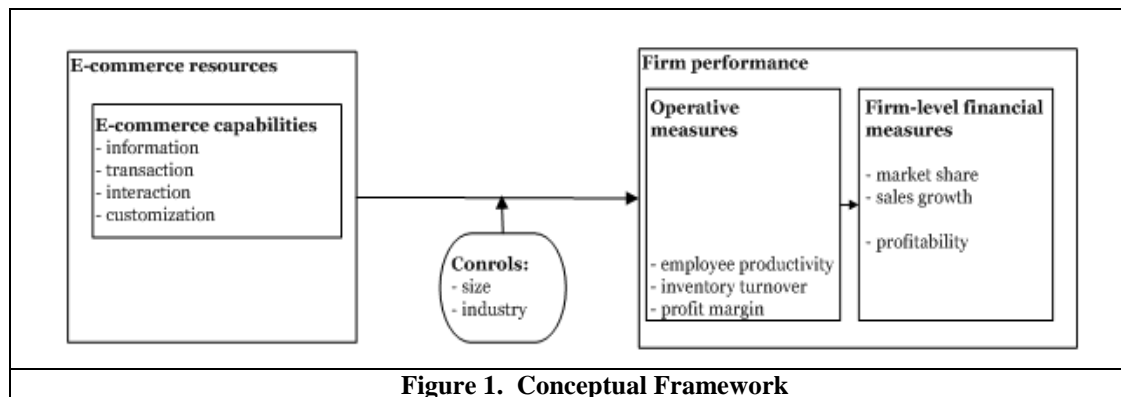 E-commerce resources
E-commerce capabilities
- information
- transaction
- interaction
- customization
Conrols:
- size
- industry
Firm performance
Operative
measures
- employee productivity
- inventory turnover
- profit margin
Firm-level financial
measures
- market share
- sales growth
- profitability
Figure 1. Conceptual Framework